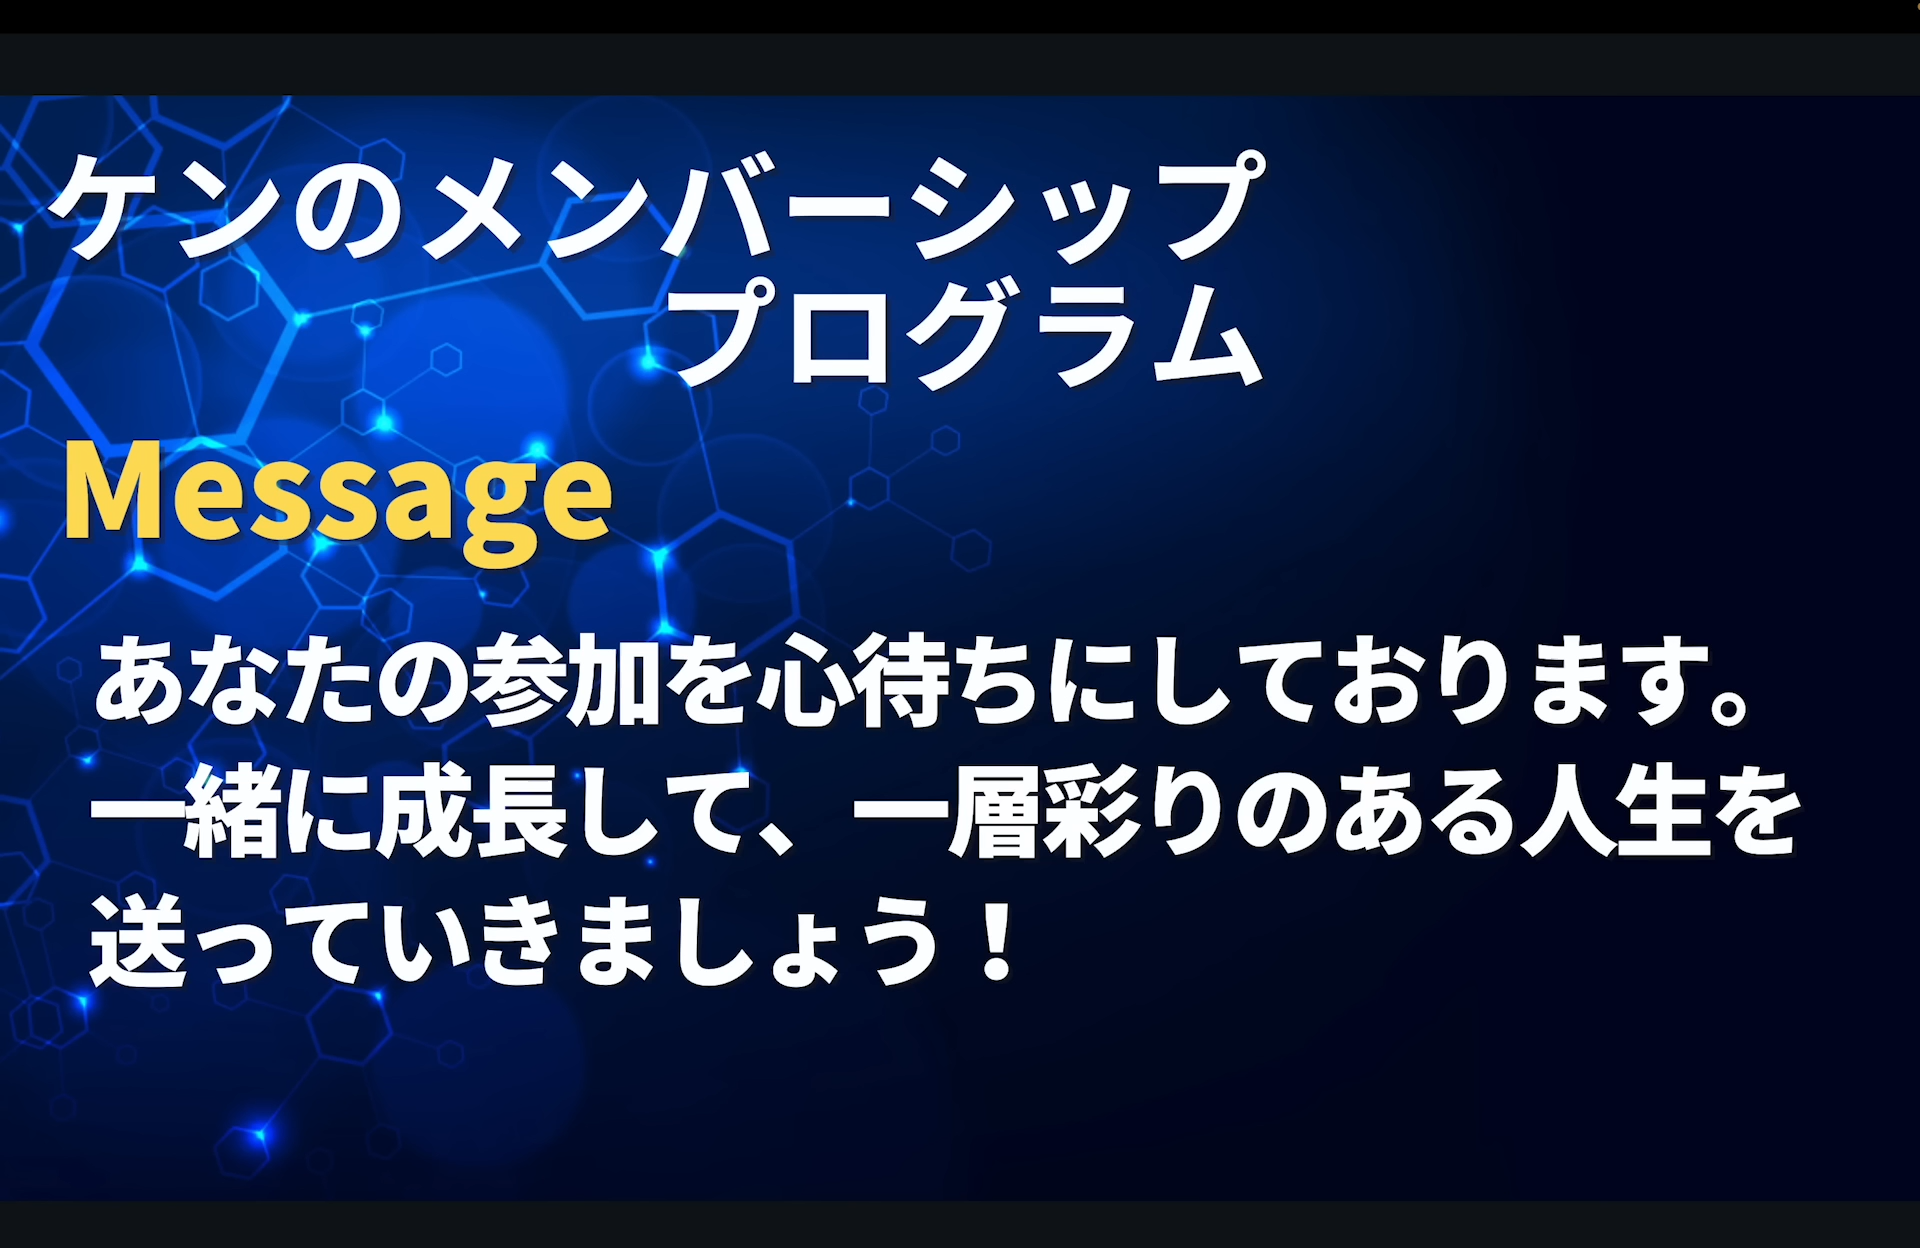 ケンのメンバーシップ
プログラム
Message
あなたの参加を心待ちにしております。
一緒に成長して、一層彩りのある人生を
送っていきましょう！